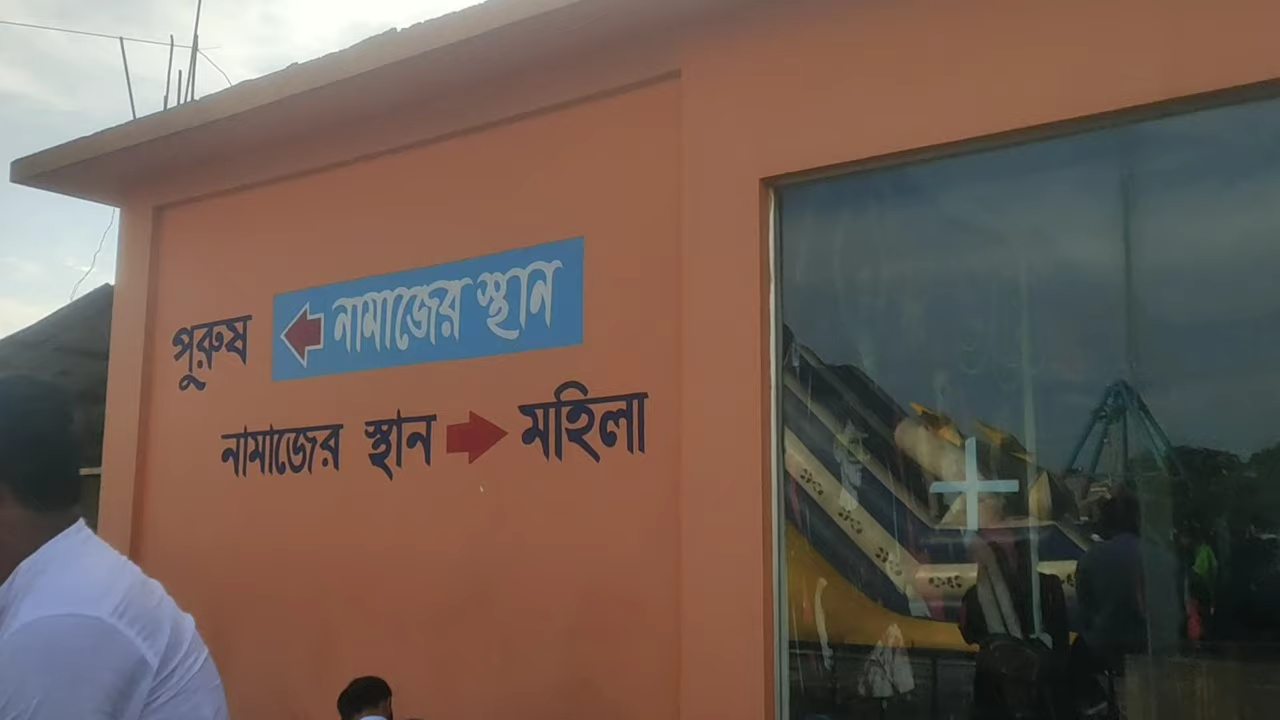 পুরুষ ← নামাজের স্থান
নামাজের স্থান → মহিলা